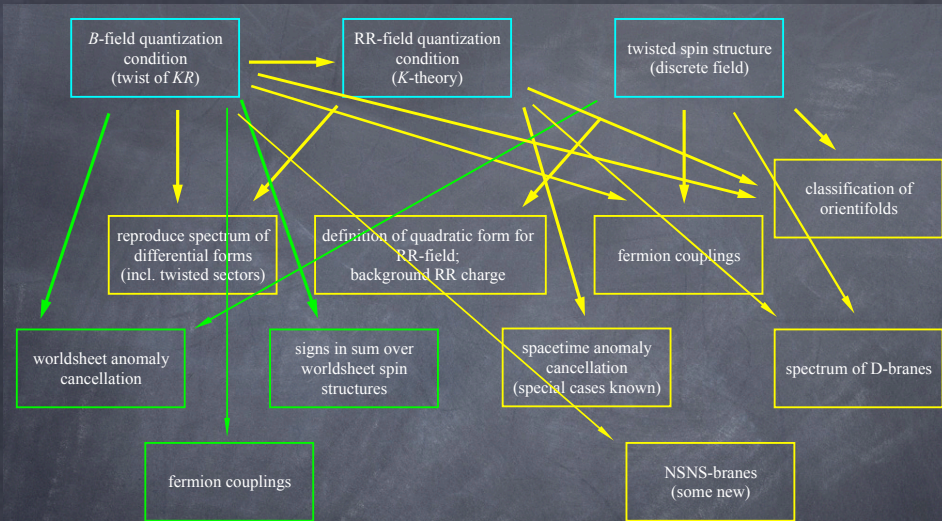 B-field quantization
condition
(twist of KR)
RR-field quantization
condition
(K-theory)
twisted spin structure
(discrete field)
classification of
orientifolds
reproduce spectrum of
differential forms
(incl. twisted sectors)
definition of quadratic form for
RR-field;
background RR charge
fermion couplings
worldsheet anomaly
cancellation
signs in sum over
worldsheet spin
structures
spacetime anomaly
cancellation
(special cases known)
spectrum of D-branes
fermion couplings
NSNS-branes
(some new)